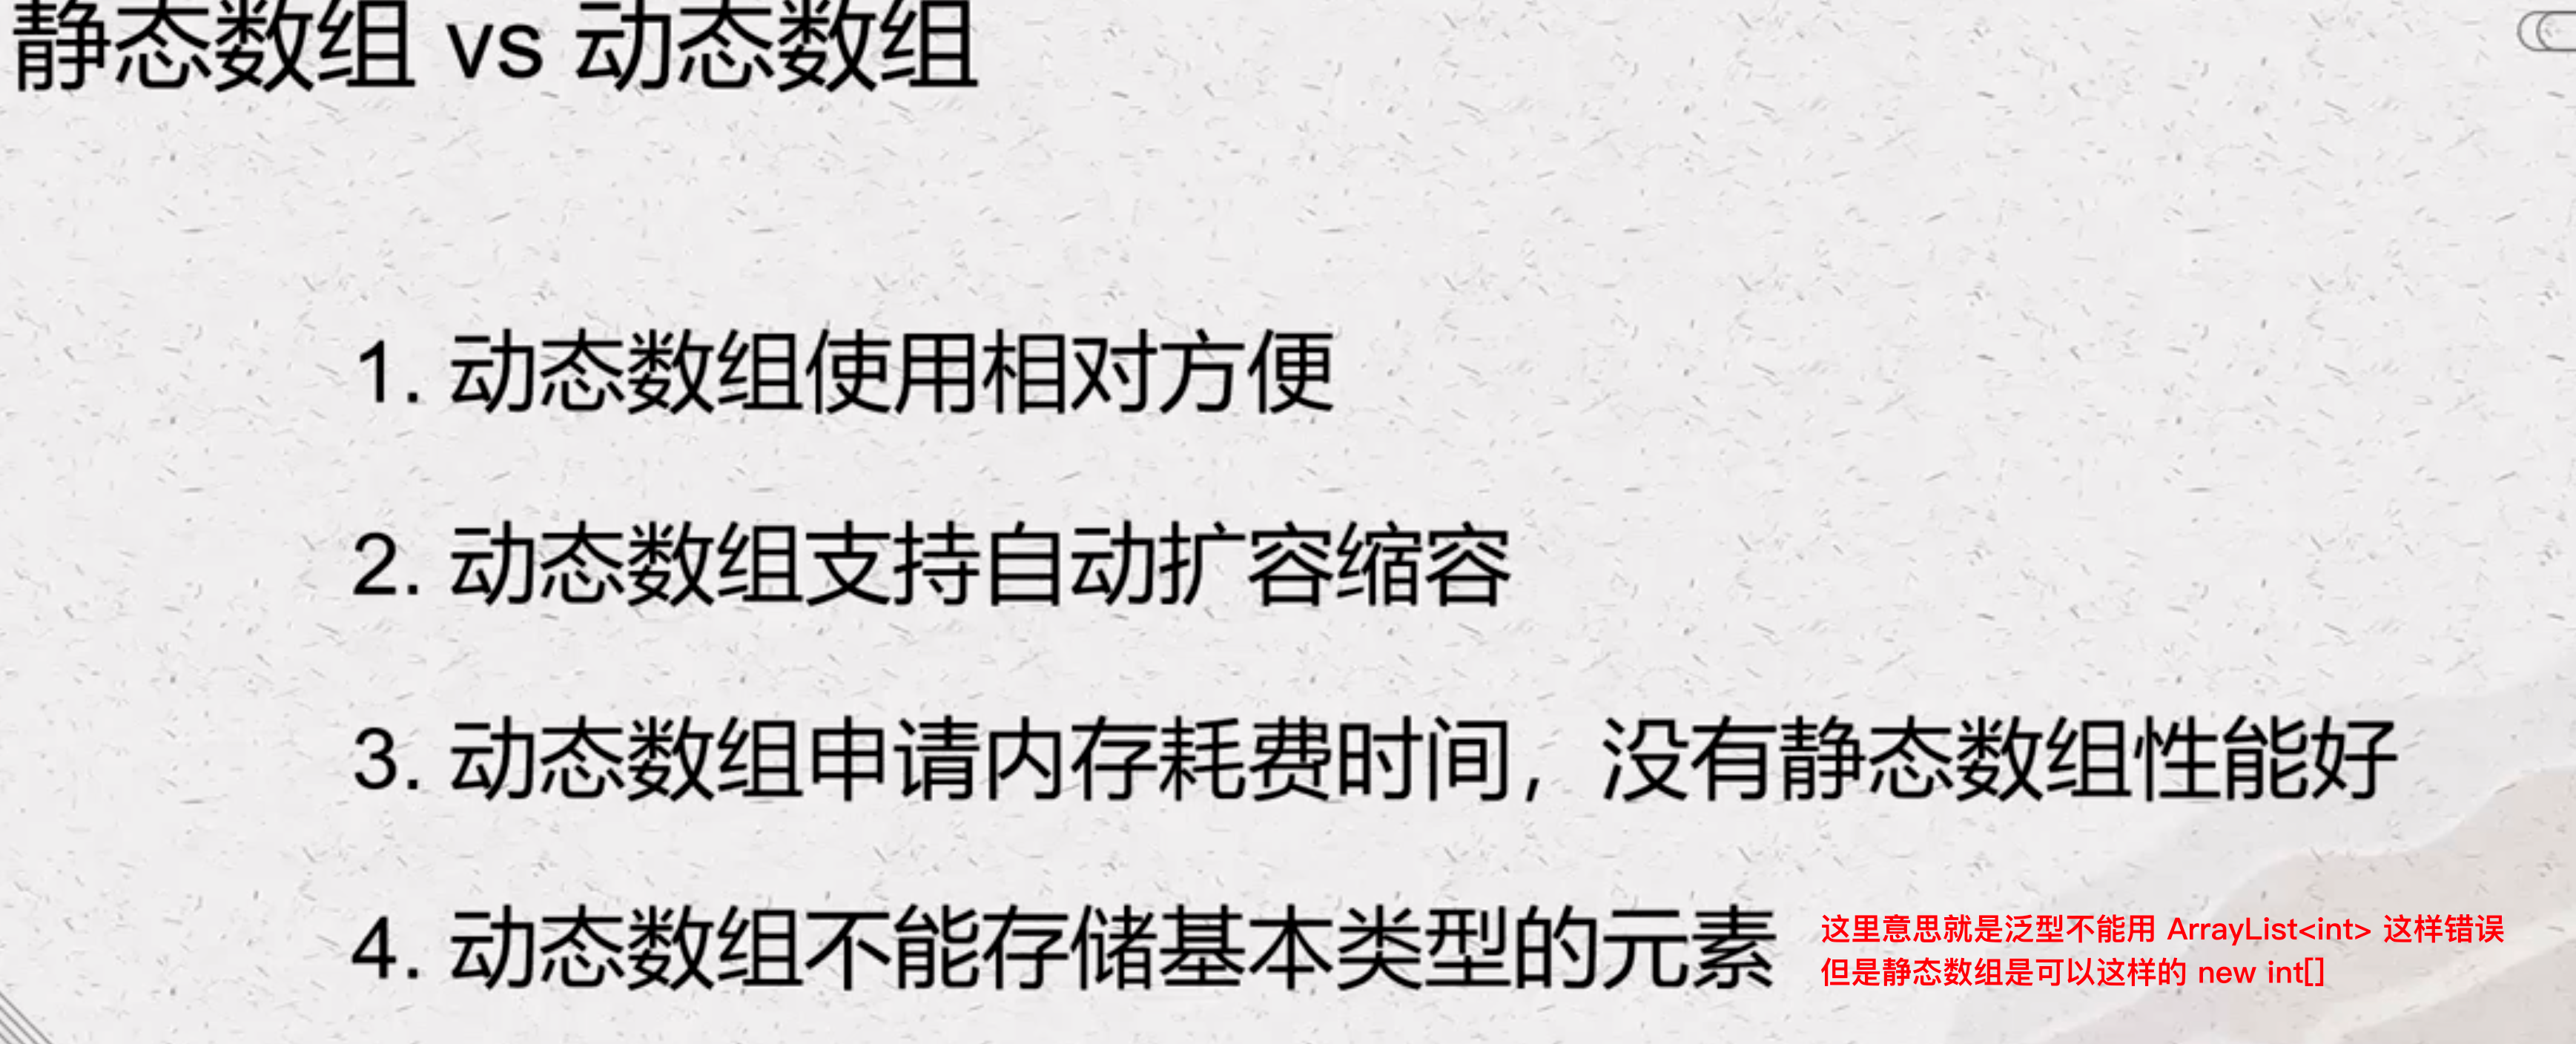 静态数组 vs 动态数组
1. 动态数组使用相对方便
2. 动态数组支持自动扩容缩容
3. 动态数组申请内存耗费时间，没有静态数组性能好
4. 动态数组不能存储基本类型的元素
这里意思就是泛型不能用 ArrayList<int> 这样错误
但是静态数组是可以这样的 new int[]